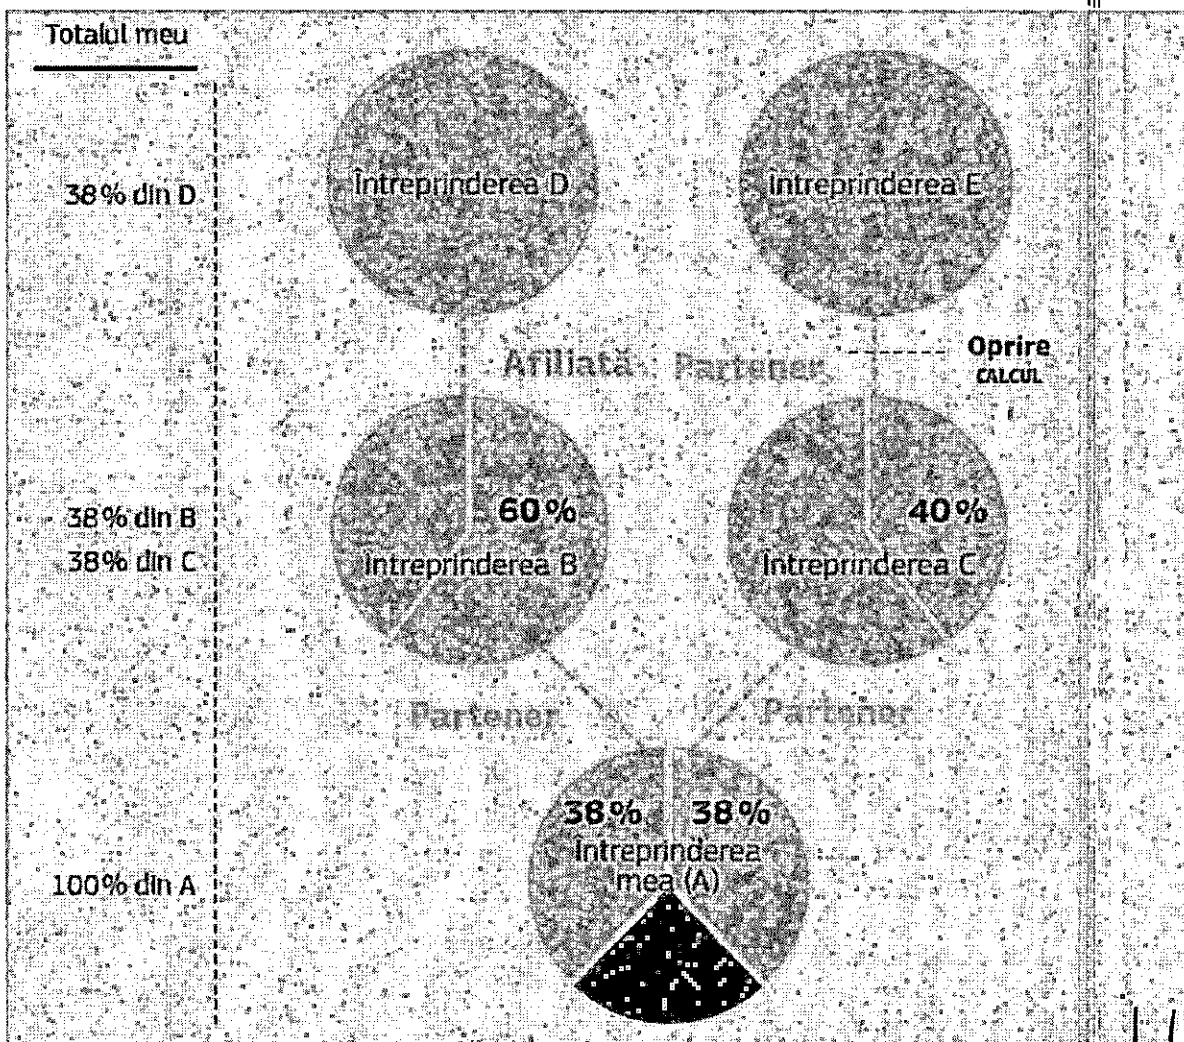 Totalul meu
Întreprinderea D
întreprinderea E
38% din D
Afiliată
Partener
Oprire
CALCUL
60%
40%
38% din B
38% din C
Întreprinderea B
Întreprinderea C
Partener
Partener
38%
38%
Întreprinderea
mea (A)
100% din A